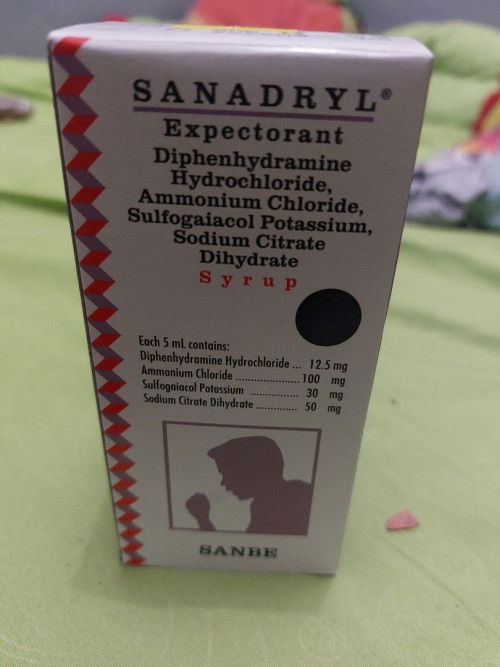 SANADRYL®
Expectorant
Diphenhydramine
Hydrochloride,
Ammonium Chloride,
Sulfogaiacol Potassium,
Sodium Citrate
Dihydrate
Syrup
Each 5 mL contains:
Diphenhydramine Hydrochloride ... 12.5 mg
Ammonium Chloride ..................... 100 mg
Sulfogaiacol Potassium ................ 30 mg
Sodium Citrate Dihydrate ............. 50 mg
SANBE